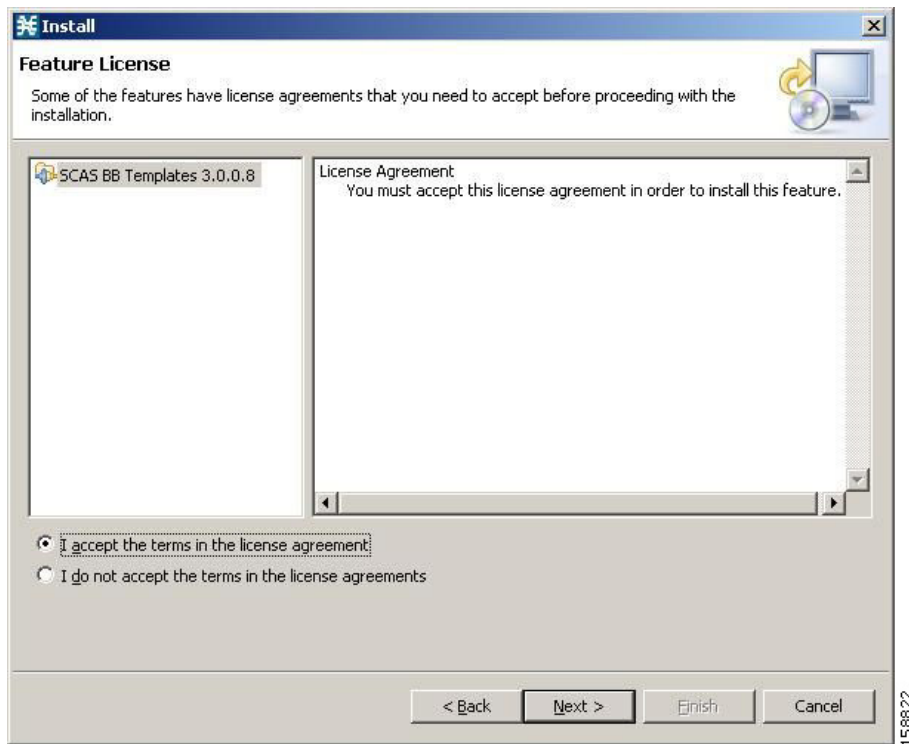 Install
Feature License
Some of the features have license agreements that you need to accept before proceeding with the
installation.
SCAS BB Templates 3.0.0.8
License Agreement
You must accept this license agreement in order to install this feature.
I accept the terms in the license agreement
I do not accept the terms in the license agreements
< Back
Next >
Finish
Cancel
158822